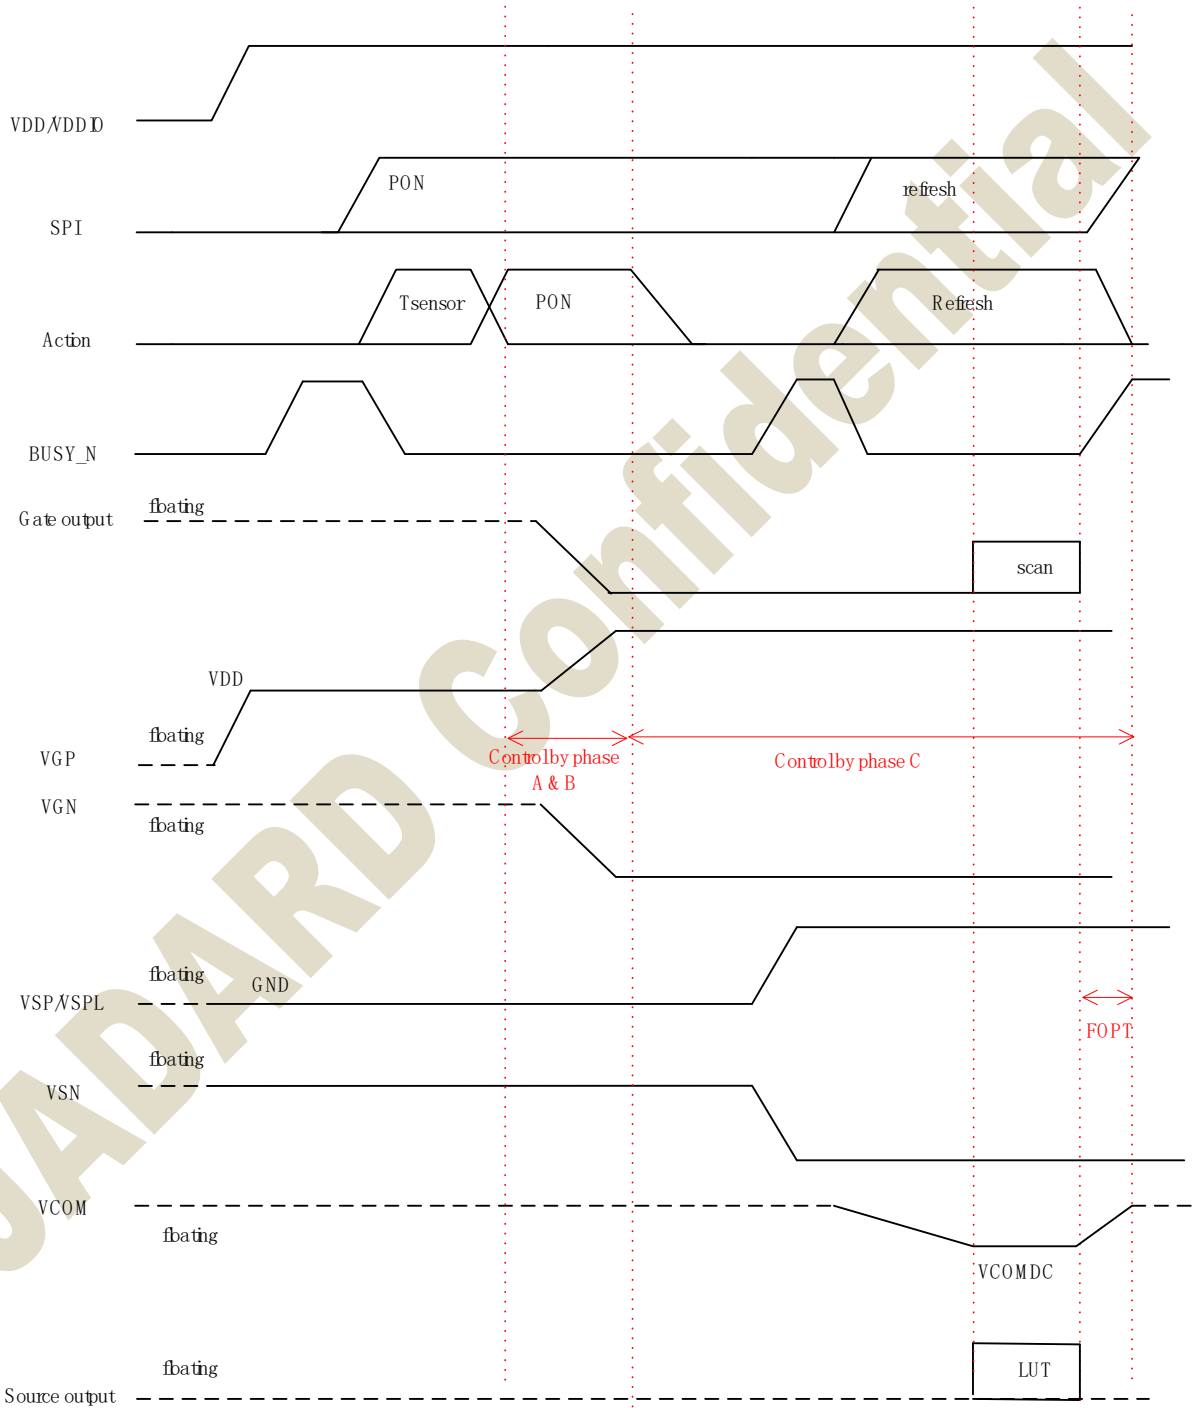 VDD/VDDIO
PON
refresh
SPI
Tsensor
PON
Refresh
Action
BUSY_N
floating
Gate output
scan
VDD
floating
VGP
Control by phase
A & B
Control by phase C
VGN
floating
floating
GND
VSP/VSPL
FOPT
floating
VSN
VCOM
floating
VCOMDC
floating
LUT
Source output
JADARD Confidential